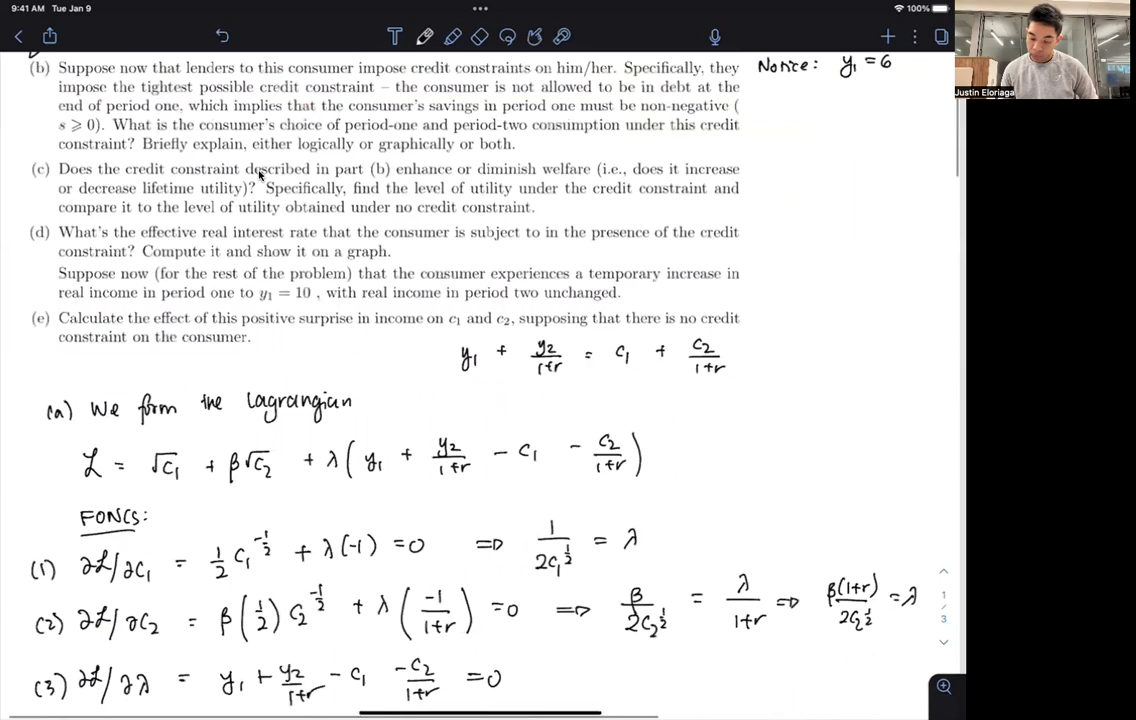 9:41 AM Tue Jan 9
100%
(b) Suppose now that lenders to this consumer impose credit constraints on him/her. Specifically, they
impose the tightest possible credit constraint – the consumer is not allowed to be in debt at the
end of period one, which implies that the consumer's savings in period one must be non-negative (
s ⩾ 0). What is the consumer's choice of period-one and period-two consumption under this credit
constraint? Briefly explain, either logically or graphically or both.
Notice: y₁ = 6
Justin Eloriaga
(c) Does the credit constraint described in part (b) enhance or diminish welfare (i.e., does it increase
or decrease lifetime utility)? Specifically, find the level of utility under the credit constraint and
compare it to the level of utility obtained under no credit constraint.
(d) What's the effective real interest rate that the consumer is subject to in the presence of the credit
constraint? Compute it and show it on a graph.
Suppose now (for the rest of the problem) that the consumer experiences a temporary increase in
real income in period one to y₁ = 10 , with real income in period two unchanged.
(e) Calculate the effect of this positive surprise in income on c₁ and c₂, supposing that there is no credit
constraint on the consumer.
y₁ + y₂/(1+r) = c₁ + c₂/(1+r)
(a) We form the Lagrangian
ℒ = √c₁ + β√c₂ + λ( y₁ + y₂/(1+r) - c₁ - c₂/(1+r) )
FONCS:
(1) ∂ℒ/∂c₁ = 1/2 c₁^(-1/2) + λ(-1) = 0 ⇒ 1/(2c₁^(1/2)) = λ
(2) ∂ℒ/∂c₂ = β(1/2) c₂^(-1/2) + λ(-1/(1+r)) = 0 ⇒ β/(2c₂^(1/2)) = λ/(1+r) ⇒ β(1+r)/(2c₂^(1/2)) = λ
(3) ∂ℒ/∂λ = y₁ + y₂/(1+r) - c₁ - c₂/(1+r) = 0
1
/
3